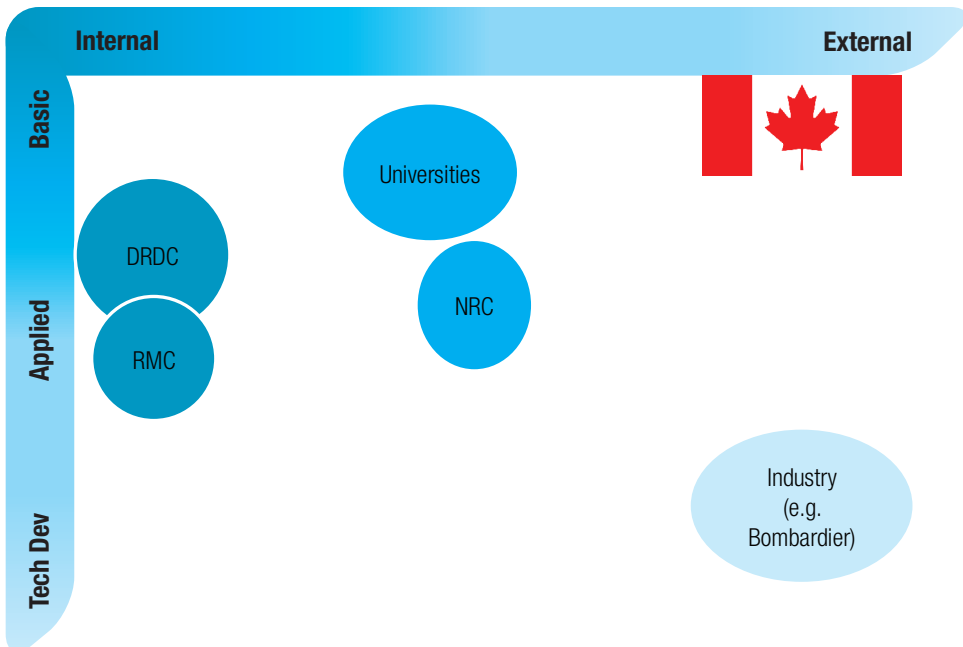 Internal
External
Basic
Universities
DRDC
NRC
Applied
RMC
Industry
(e.g.
Bombardier)
Tech Dev